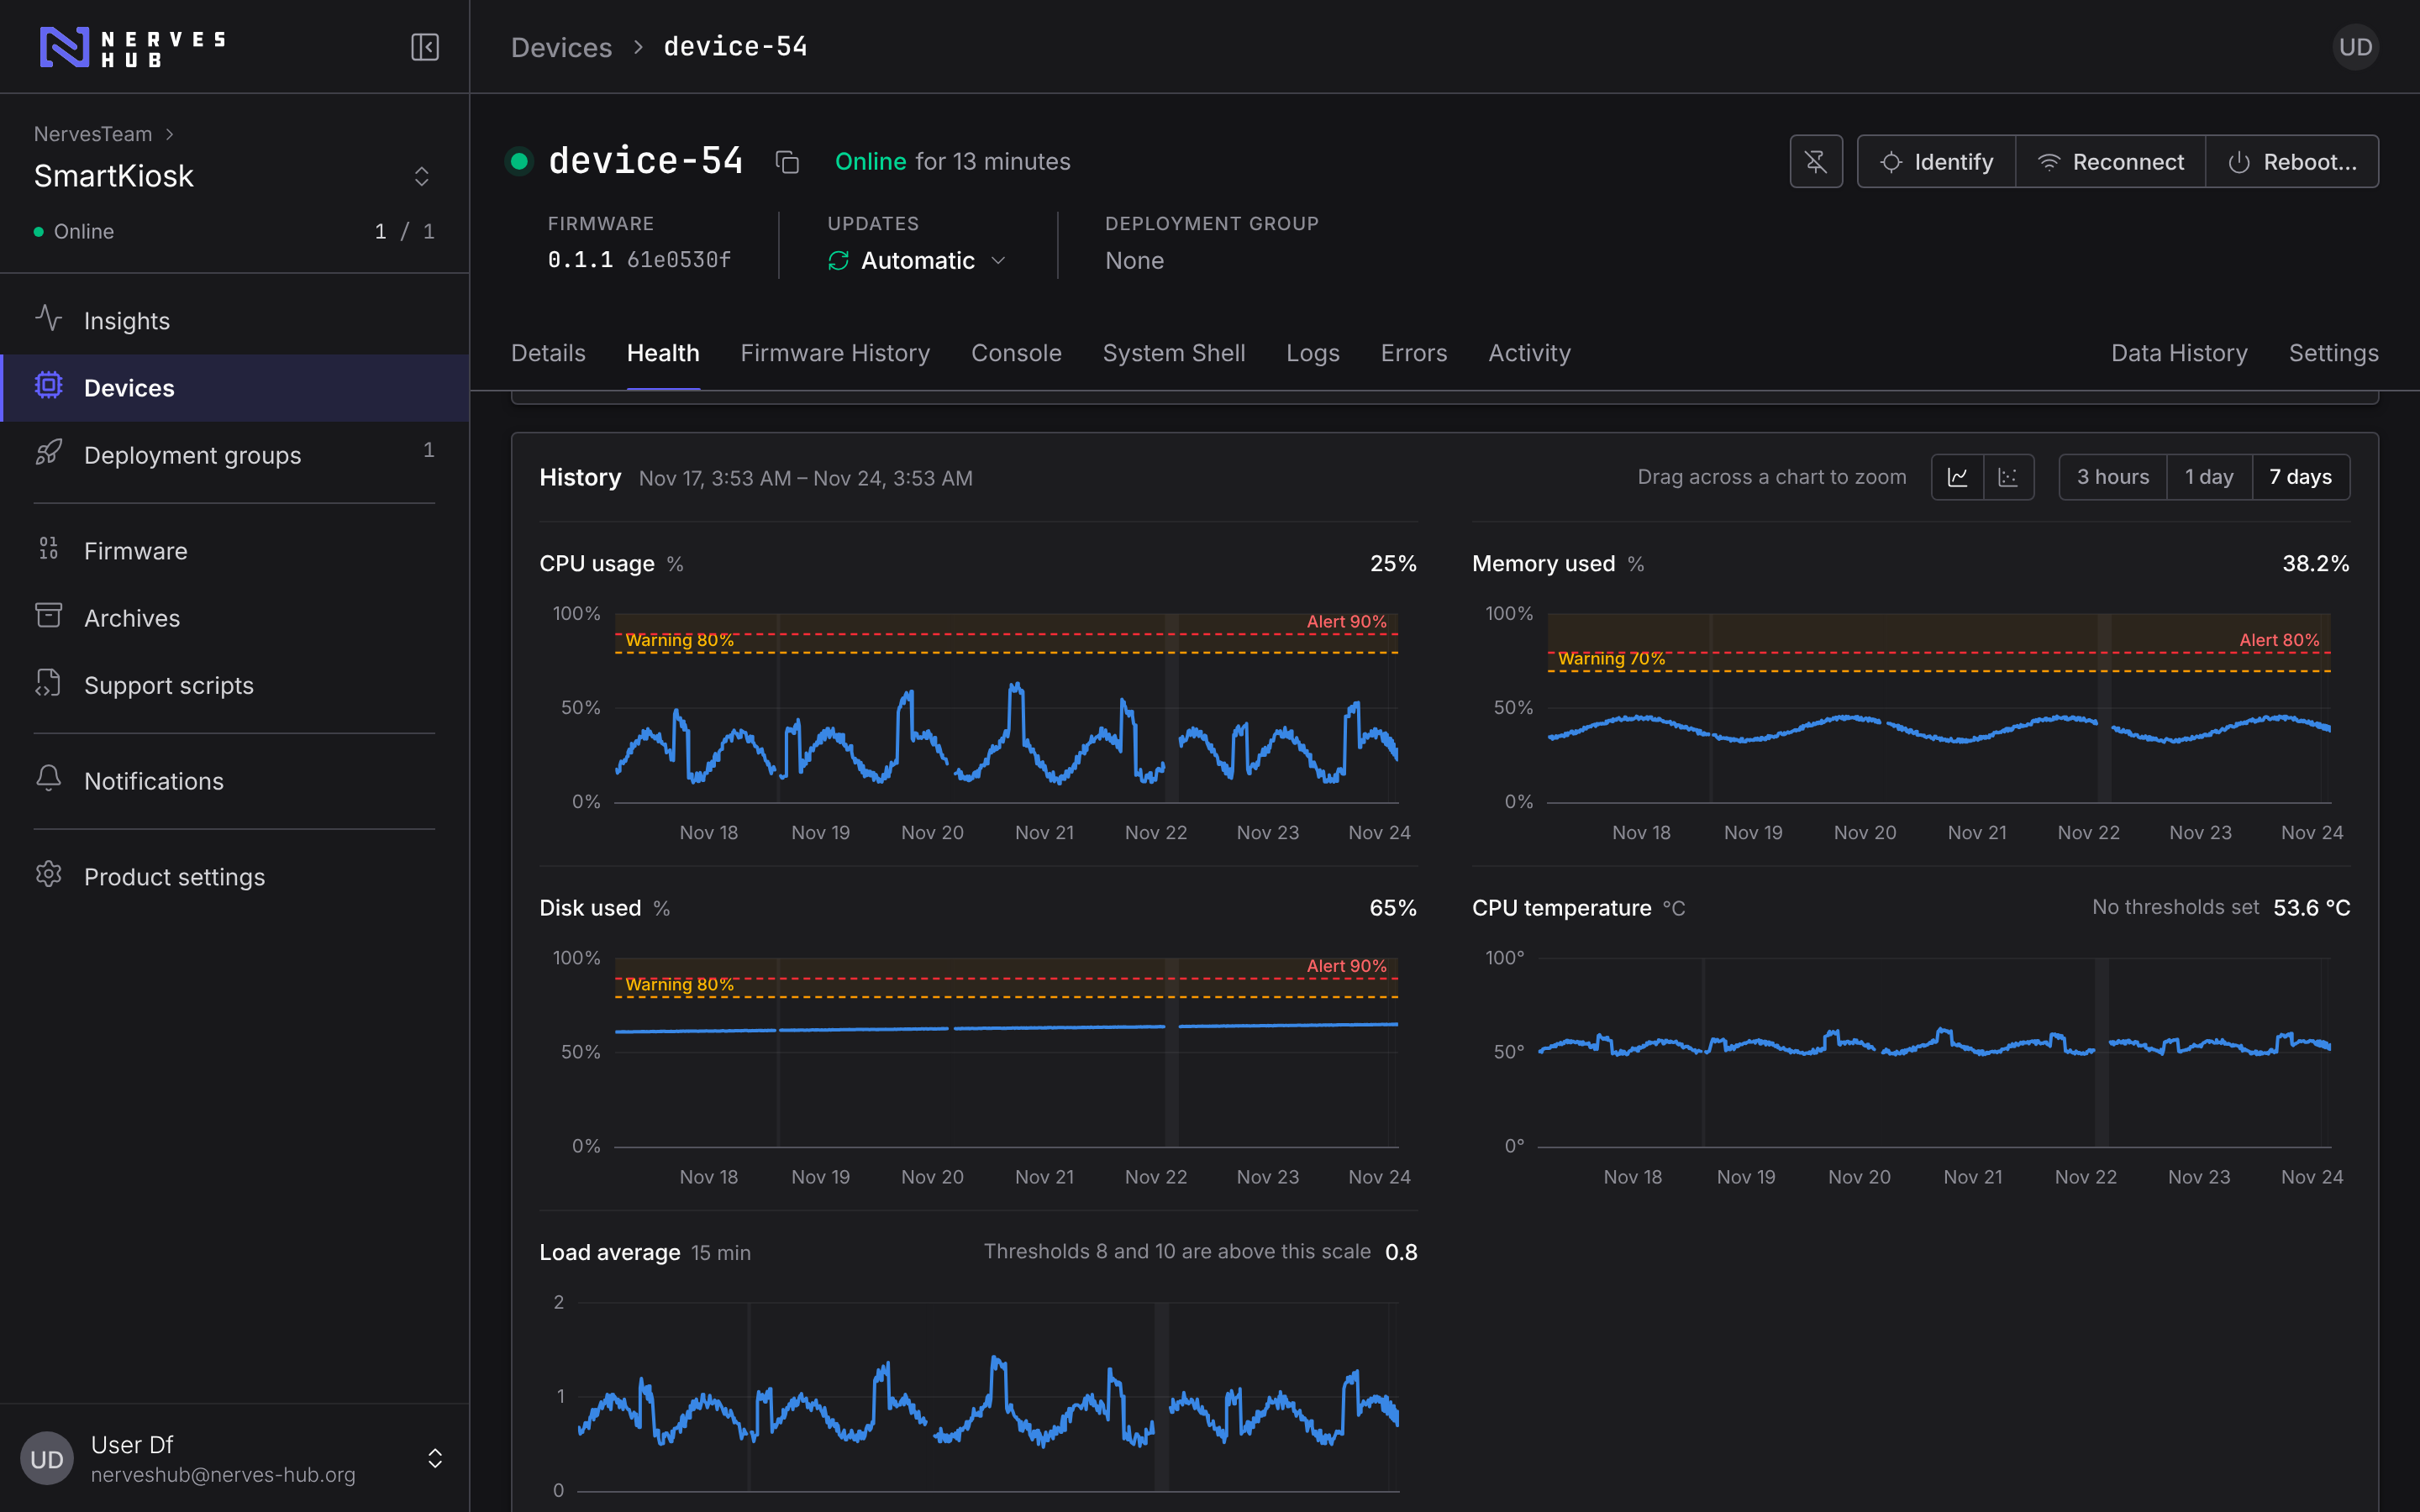 NERVES
HUB
NervesTeam
SmartKiosk
Online
1 / 1
Insights
Devices
Deployment groups
1
Firmware
Archives
Support scripts
Notifications
Product settings
UD
User Df
nerveshub@nerves-hub.org
Devices
device-54
UD
device-54
Online for 13 minutes
Identify
Reconnect
Reboot...
FIRMWARE
0.1.1 61e0530f
UPDATES
Automatic
DEPLOYMENT GROUP
None
Details
Health
Firmware History
Console
System Shell
Logs
Errors
Activity
Data History
Settings
History
Nov 17, 3:53 AM – Nov 24, 3:53 AM
Drag across a chart to zoom
3 hours
1 day
7 days
CPU usage %
25%
100%
50%
0%
Alert 90%
Warning 80%
Nov 18 Nov 19 Nov 20 Nov 21 Nov 22 Nov 23 Nov 24
Memory used %
38.2%
100%
50%
0%
Alert 80%
Warning 70%
Nov 18 Nov 19 Nov 20 Nov 21 Nov 22 Nov 23 Nov 24
Disk used %
65%
100%
50%
0%
Alert 90%
Warning 80%
Nov 18 Nov 19 Nov 20 Nov 21 Nov 22 Nov 23 Nov 24
CPU temperature °C
No thresholds set 53.6 °C
100°
50°
0°
Nov 18 Nov 19 Nov 20 Nov 21 Nov 22 Nov 23 Nov 24
Load average 15 min
Thresholds 8 and 10 are above this scale 0.8
2
1
0